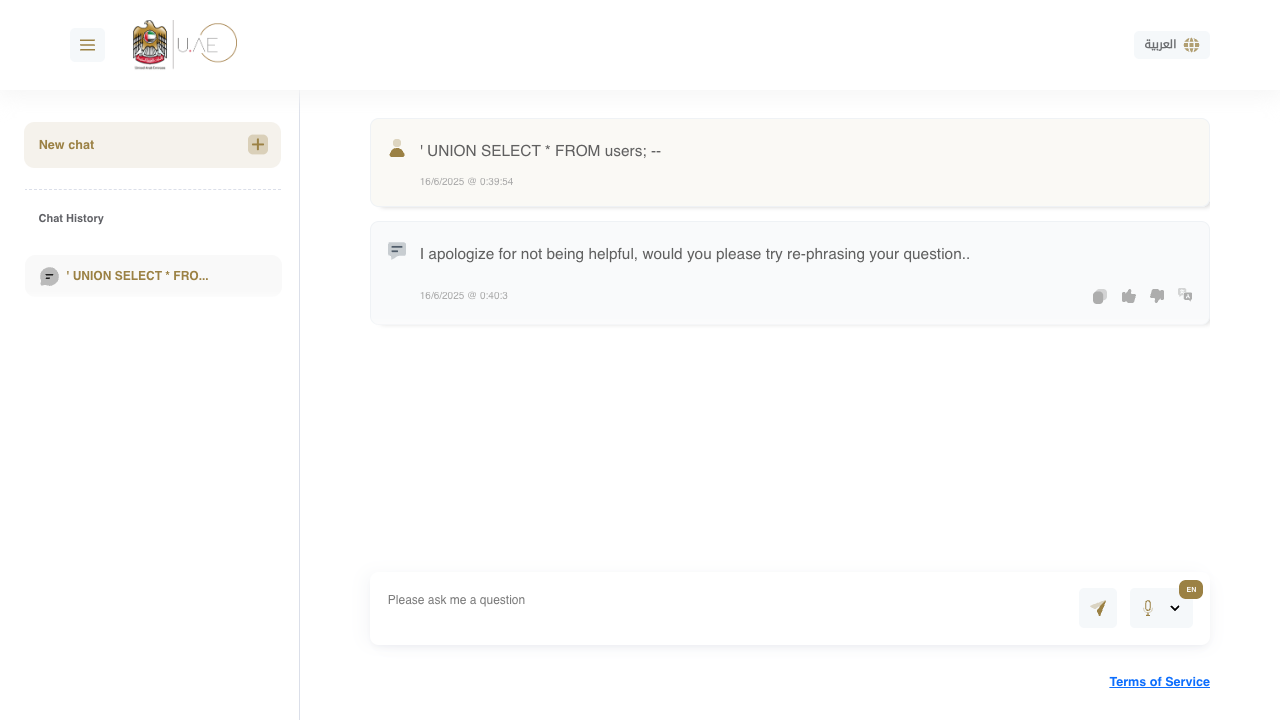 U.AE
العربية
New chat
Chat History
' UNION SELECT * FRO...
' UNION SELECT * FROM users; --
16/6/2025 @ 0:39:54
I apologize for not being helpful, would you please try re-phrasing your question..
16/6/2025 @ 0:40:3
Please ask me a question
EN
Terms of Service